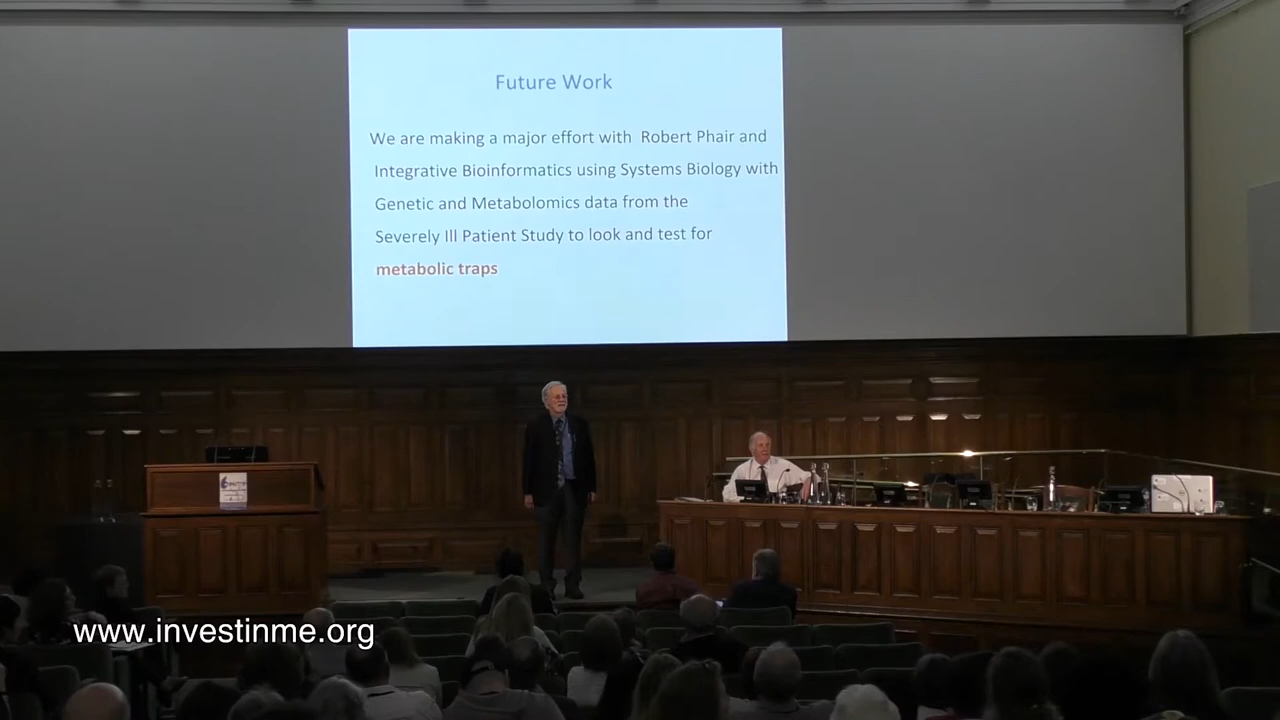 Future Work
We are making a major effort with Robert Phair and
Integrative Bioinformatics using Systems Biology with
Genetic and Metabolomics data from the
Severely Ill Patient Study to look and test for
metabolic traps
www.investinme.org